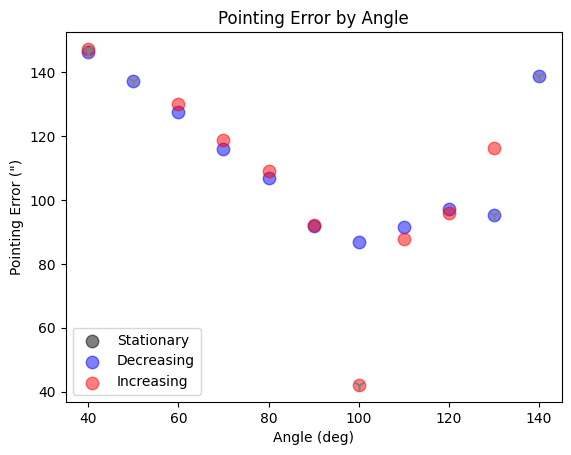 Pointing Error by Angle
Pointing Error (")
140
120
100
80
60
40
Stationary
Decreasing
Increasing
40
60
80
100
120
140
Angle (deg)